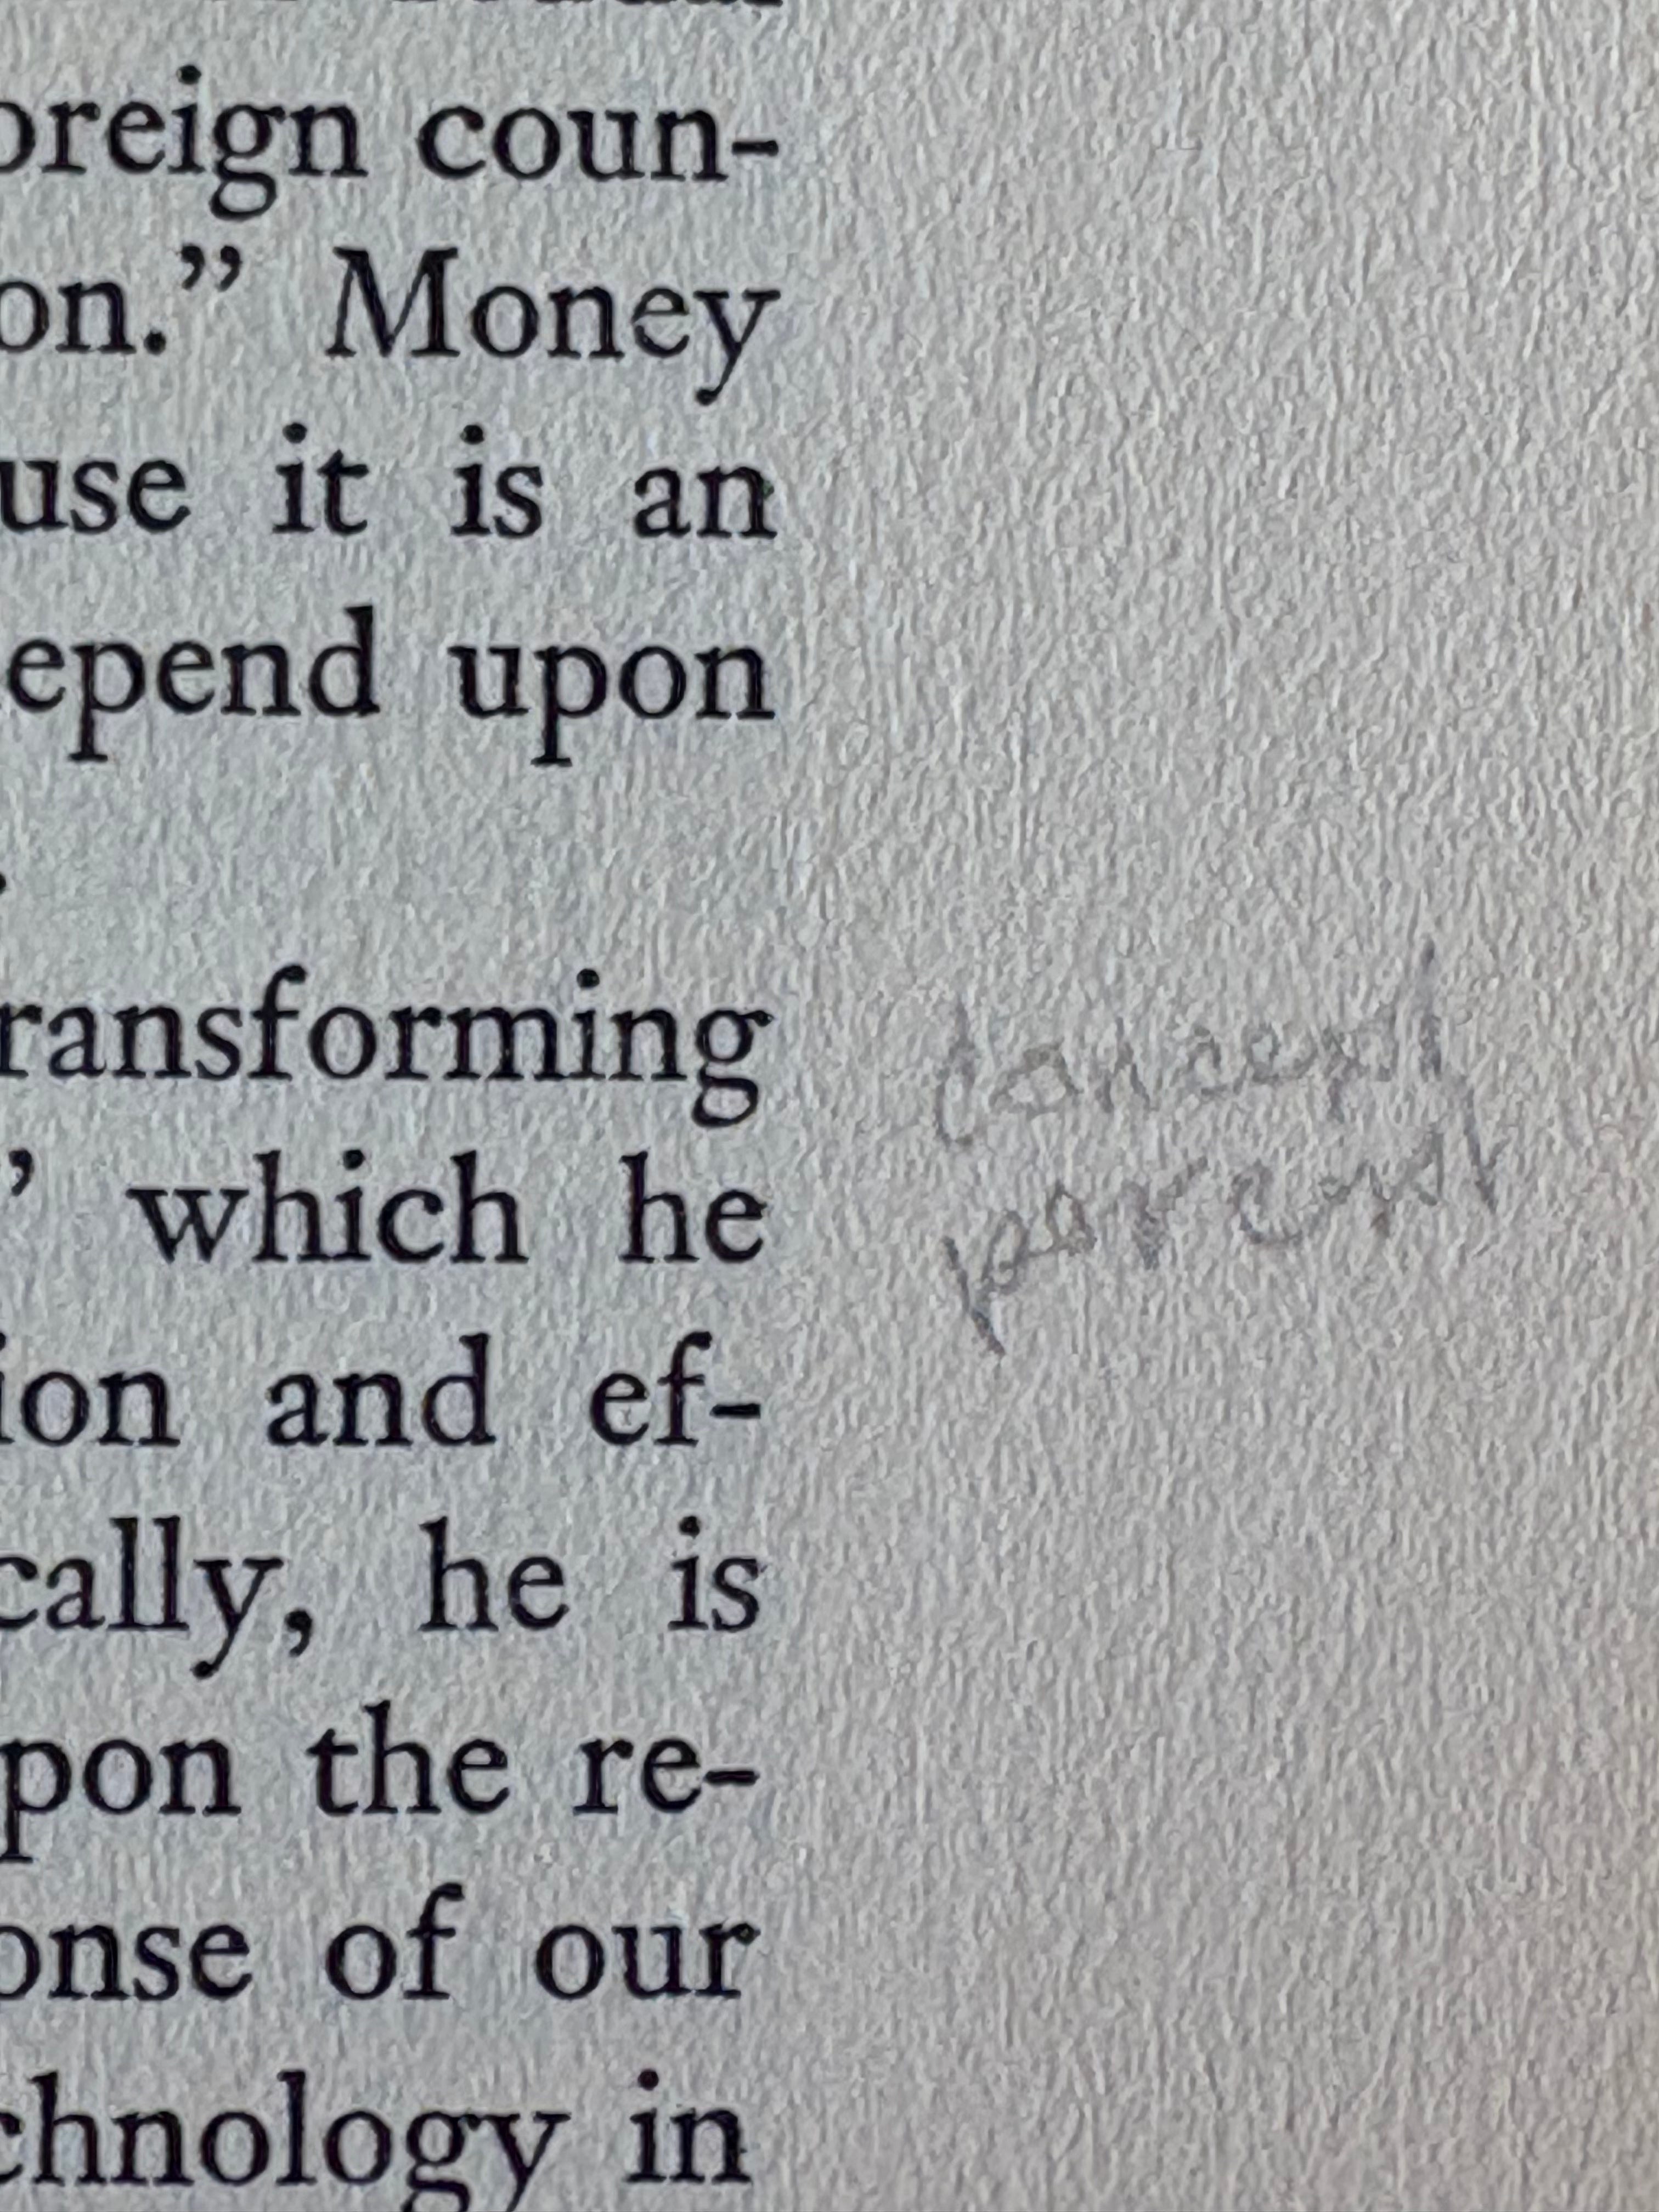 oreign coun-
on.” Money
use it is an
epend upon
.
ransforming
’ which he
ion and ef-
cally, he is
pon the re-
onse of our
chnology in
concept